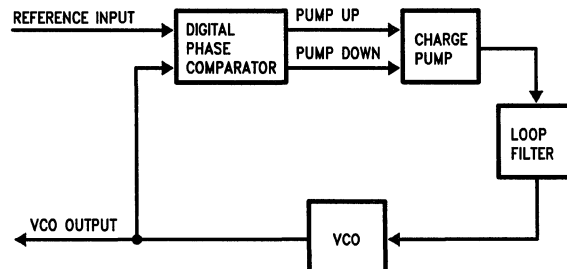 REFERENCE INPUT
DIGITAL
PHASE
COMPARATOR
PUMP UP
PUMP DOWN
CHARGE
PUMP
LOOP
FILTER
VCO
VCO OUTPUT